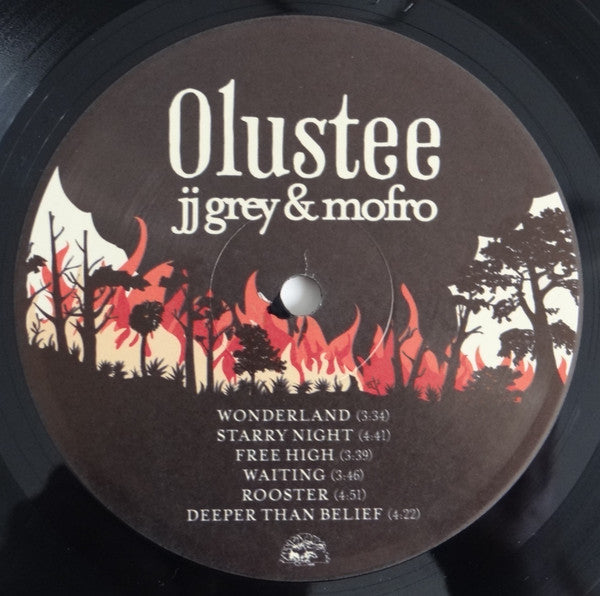 Olustee
jj grey & mofro
WONDERLAND (3:34)
STARRY NIGHT (4:41)
FREE HIGH (3:39)
WAITING (3:46)
ROOSTER (4:51)
DEEPER THAN BELIEF (4:22)